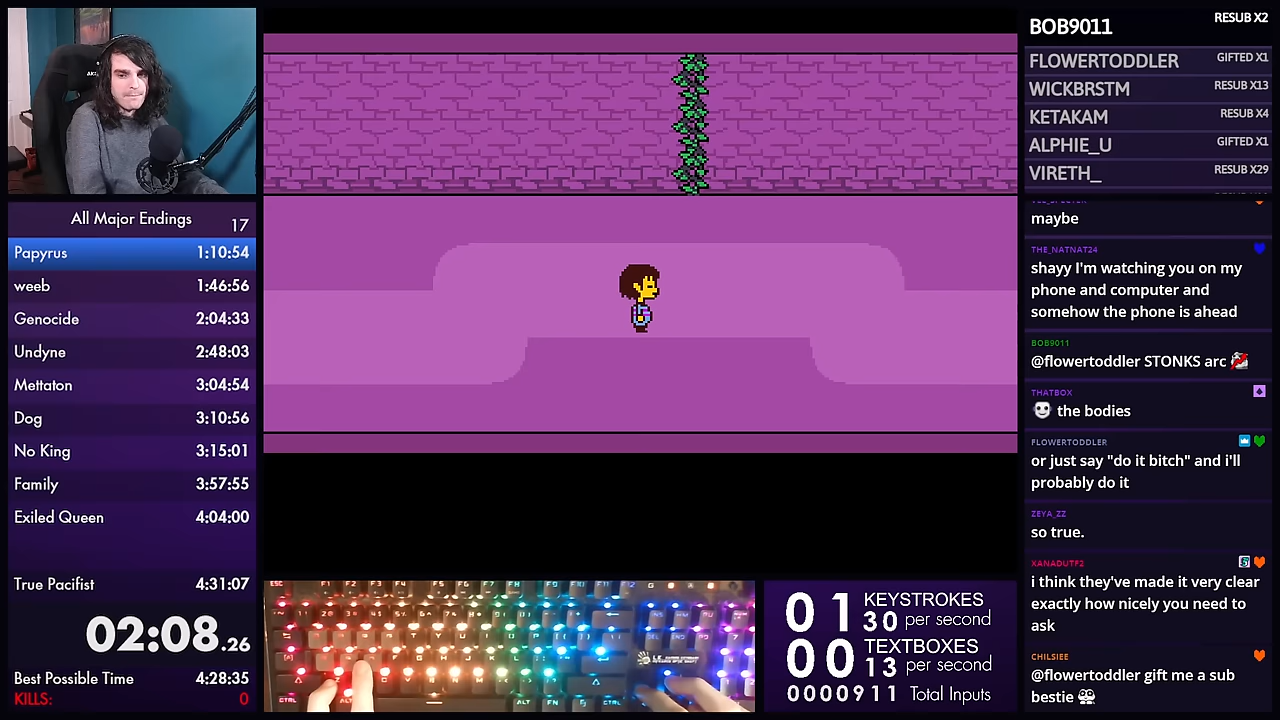 All Major Endings
17
Papyrus 1:10:54
weeb 1:46:56
Genocide 2:04:33
Undyne 2:48:03
Mettaton 3:04:54
Dog 3:10:56
No King 3:15:01
Family 3:57:55
Exiled Queen 4:04:00
True Pacifist 4:31:07
02:08.26
Best Possible Time 4:28:35
KILLS: 0
01 30 KEYSTROKES per second
00 13 TEXTBOXES per second
0000911 Total Inputs
BOB9011 RESUB X2
FLOWERTODDLER GIFTED X1
WICKBRSTM RESUB X13
KETAKAM RESUB X4
ALPHIE_U GIFTED X1
VIRETH_ RESUB X29
maybe
THE_NATNAT24
shayy I'm watching you on my
phone and computer and
somehow the phone is ahead
BOB9011
@flowertoddler STONKS arc
THATBOX
the bodies
FLOWERTODDLER
or just say "do it bitch" and i'll
probably do it
ZEYA_ZZ
so true.
XANADUTF2
i think they've made it very clear
exactly how nicely you need to
ask
CHILSIEE
@flowertoddler gift me a sub
bestie